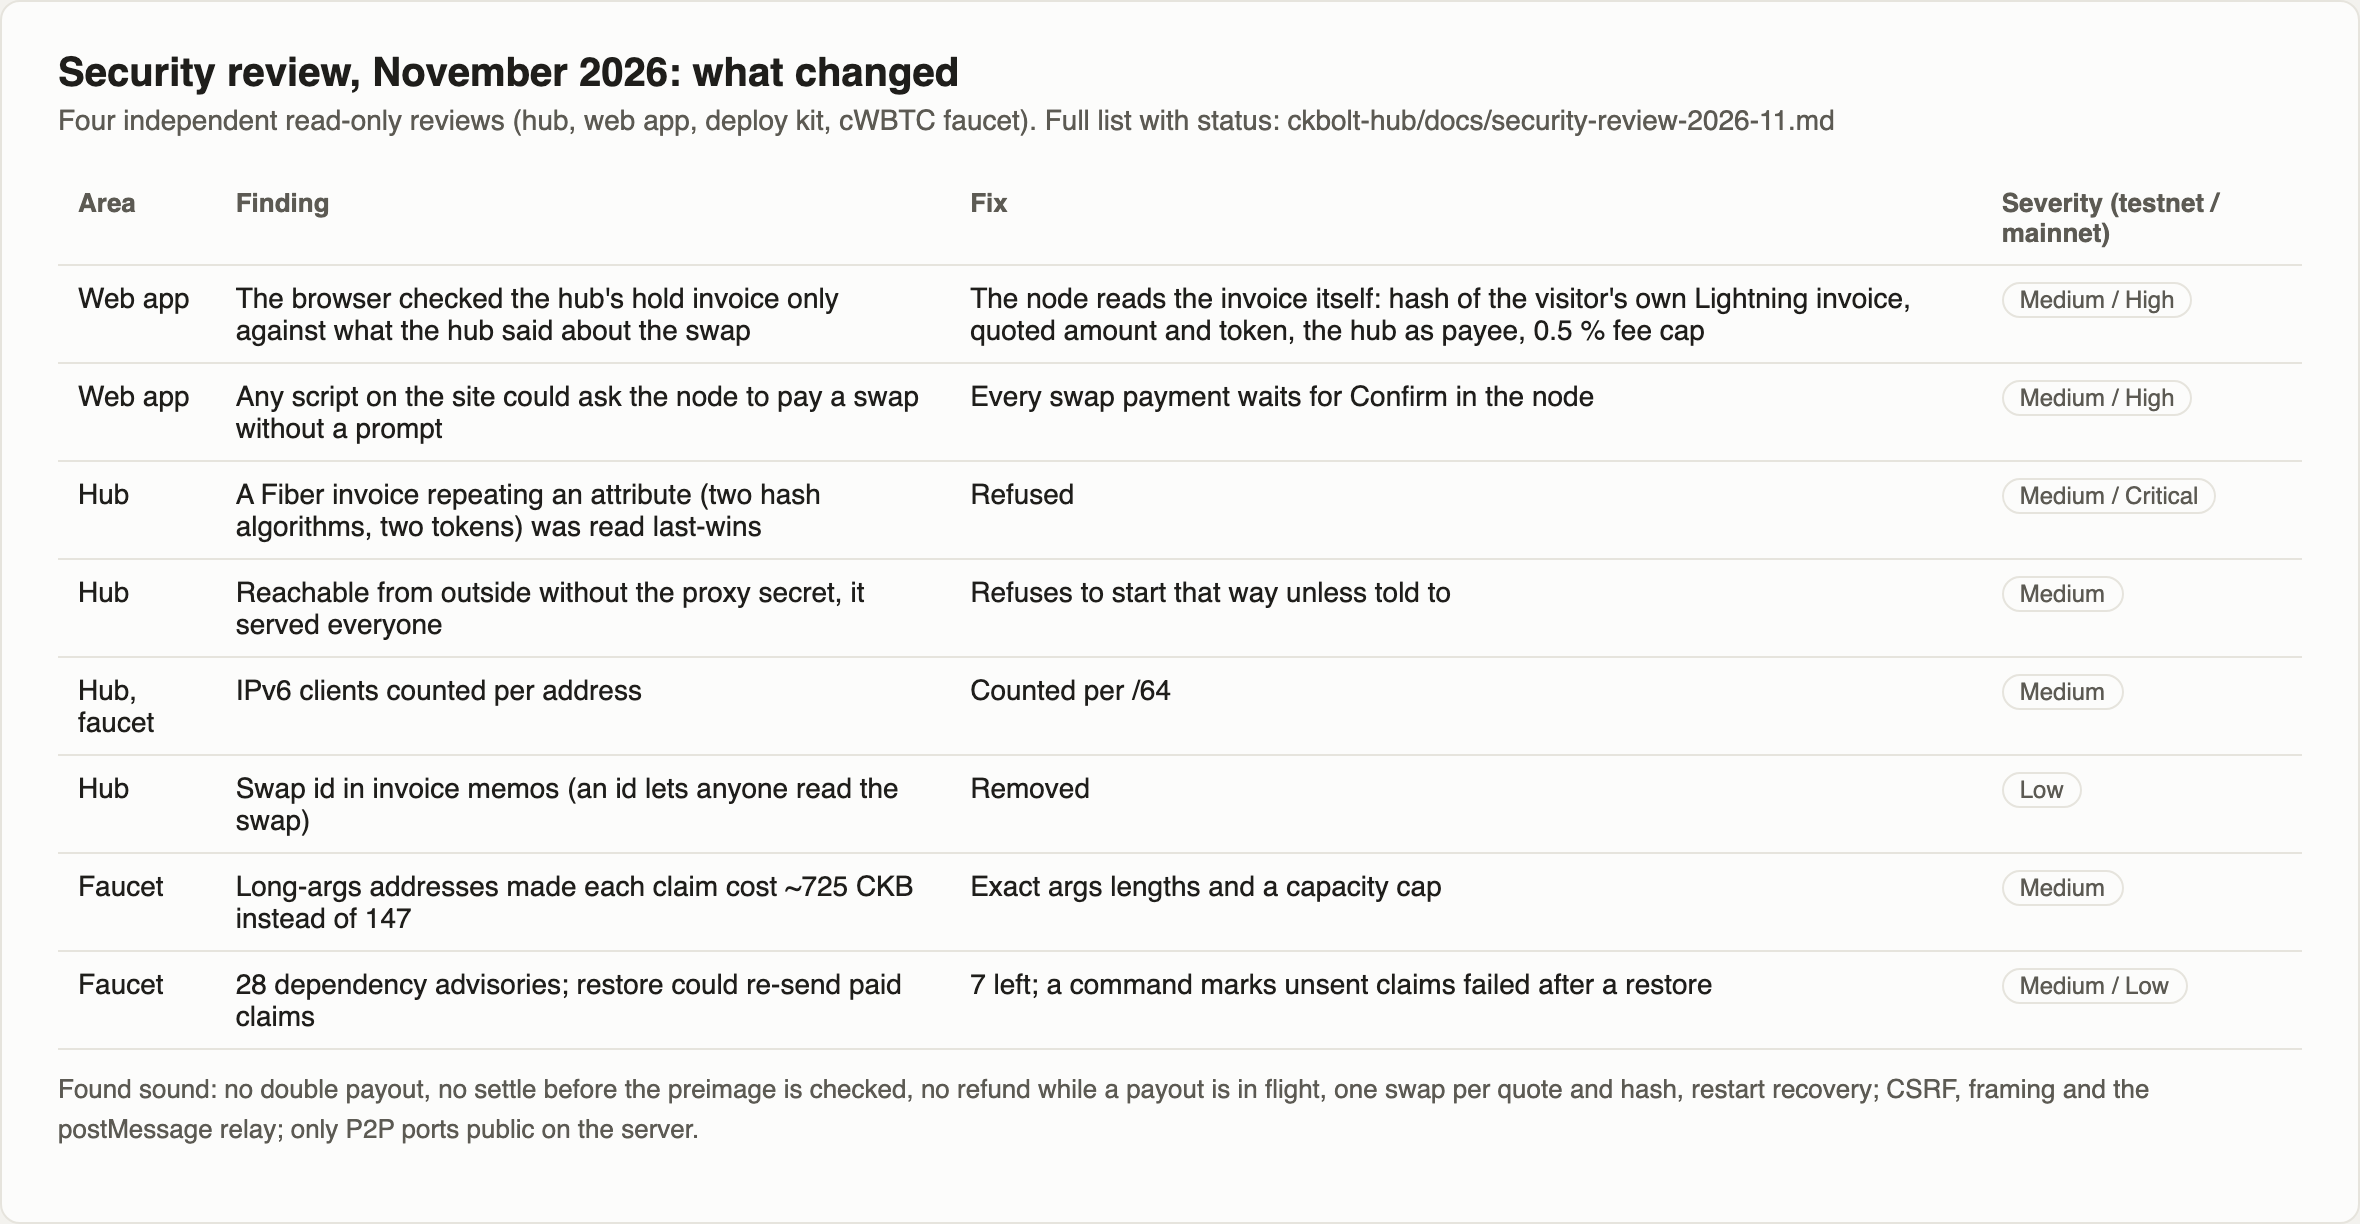 Security review, November 2026: what changed
Four independent read-only reviews (hub, web app, deploy kit, cWBTC faucet). Full list with status: ckbolt-hub/docs/security-review-2026-11.md
Area
Finding
Fix
Severity (testnet /
mainnet)
Web app
The browser checked the hub's hold invoice only
against what the hub said about the swap
The node reads the invoice itself: hash of the visitor's own Lightning invoice,
quoted amount and token, the hub as payee, 0.5 % fee cap
Medium / High
Web app
Any script on the site could ask the node to pay a swap
without a prompt
Every swap payment waits for Confirm in the node
Medium / High
Hub
A Fiber invoice repeating an attribute (two hash
algorithms, two tokens) was read last-wins
Refused
Medium / Critical
Hub
Reachable from outside without the proxy secret, it
served everyone
Refuses to start that way unless told to
Medium
Hub,
faucet
IPv6 clients counted per address
Counted per /64
Medium
Hub
Swap id in invoice memos (an id lets anyone read the
swap)
Removed
Low
Faucet
Long-args addresses made each claim cost ~725 CKB
instead of 147
Exact args lengths and a capacity cap
Medium
Faucet
28 dependency advisories; restore could re-send paid
claims
7 left; a command marks unsent claims failed after a restore
Medium / Low
Found sound: no double payout, no settle before the preimage is checked, no refund while a payout is in flight, one swap per quote and hash, restart recovery; CSRF, framing and the
postMessage relay; only P2P ports public on the server.